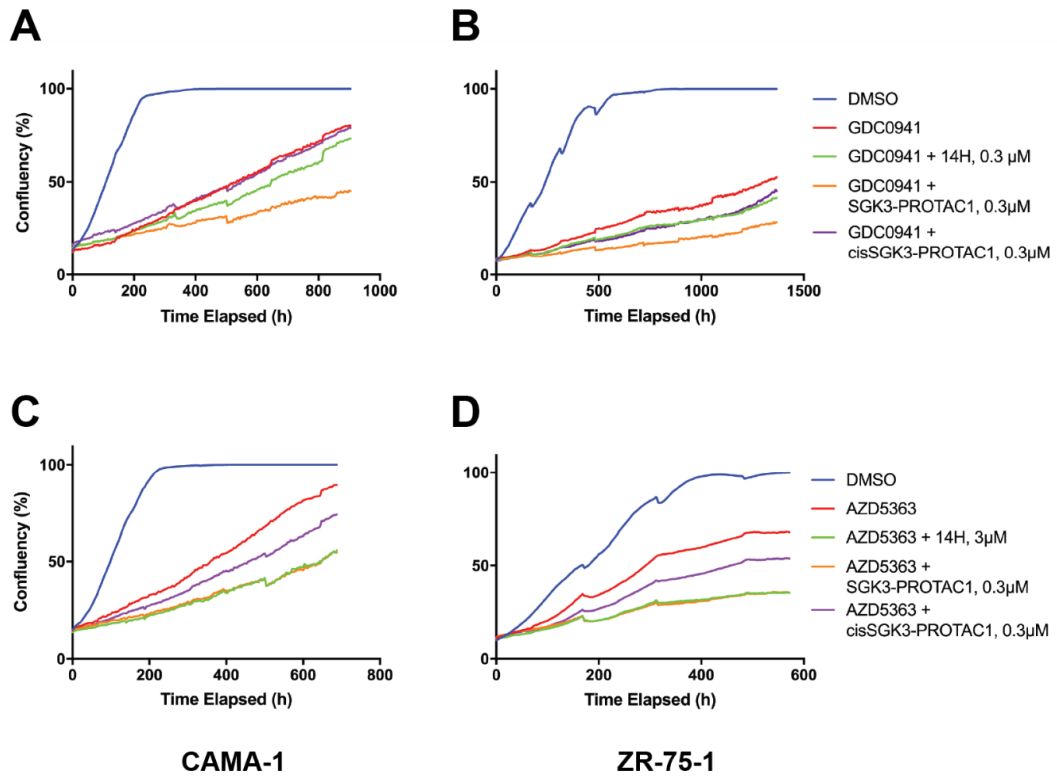 A
B
Confluency (%)
100
50
0
0
200
400
600
800
1000
Time Elapsed (h)
100
50
0
0
500
1000
1500
Time Elapsed (h)
DMSO
GDC0941
GDC0941 + 14H, 0.3 µM
GDC0941 +
SGK3-PROTAC1, 0.3µM
GDC0941 +
cisSGK3-PROTAC1, 0.3µM
C
D
Confluency (%)
100
50
0
0
200
400
600
800
Time Elapsed (h)
100
50
0
0
200
400
600
Time Elapsed (h)
DMSO
AZD5363
AZD5363 + 14H, 3µM
AZD5363 +
SGK3-PROTAC1, 0.3µM
AZD5363 +
cisSGK3-PROTAC1, 0.3µM
CAMA-1
ZR-75-1